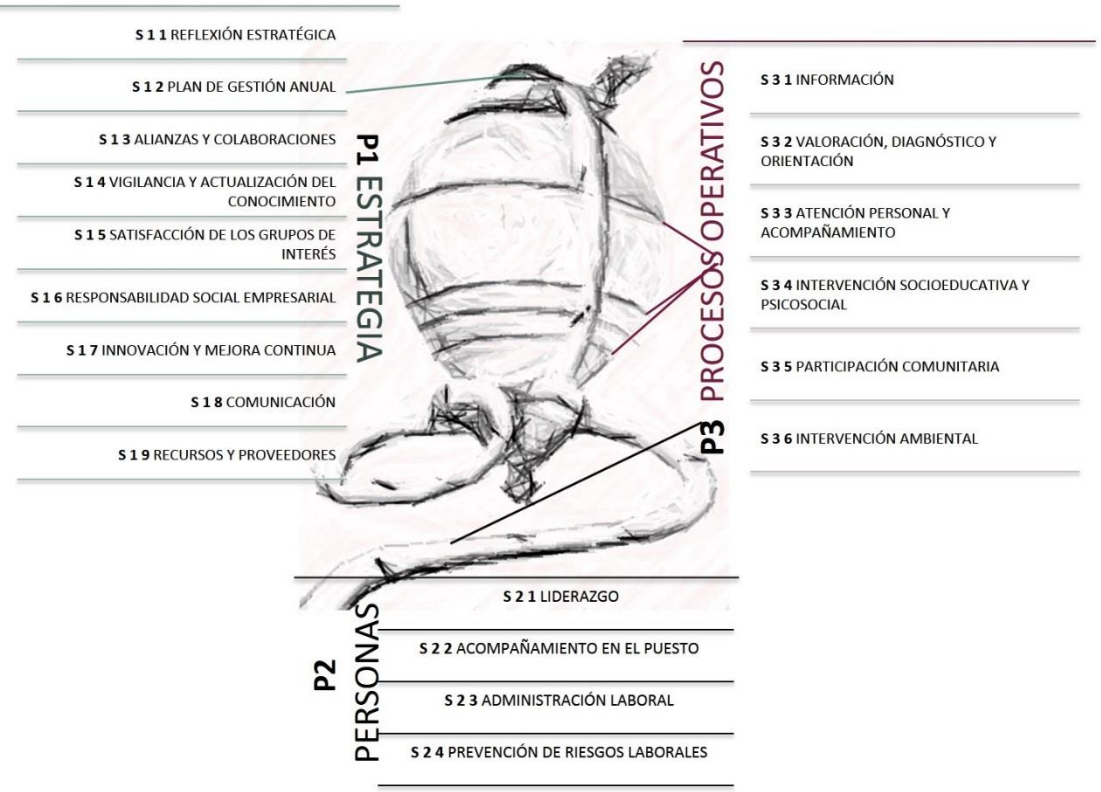 S 1 1 REFLEXIÓN ESTRATÉGICA
S 1 2 PLAN DE GESTIÓN ANUAL
S 1 3 ALIANZAS Y COLABORACIONES
S 1 4 VIGILANCIA Y ACTUALIZACIÓN DEL
CONOCIMIENTO
S 1 5 SATISFACCIÓN DE LOS GRUPOS DE
INTERÉS
S 1 6 RESPONSABILIDAD SOCIAL EMPRESARIAL
S 1 7 INNOVACIÓN Y MEJORA CONTINUA
S 1 8 COMUNICACIÓN
S 1 9 RECURSOS Y PROVEEDORES
P1 ESTRATEGIA
P3 PROCESOS OPERATIVOS
S 3 1 INFORMACIÓN
S 3 2 VALORACIÓN, DIAGNÓSTICO Y
ORIENTACIÓN
S 3 3 ATENCIÓN PERSONAL Y
ACOMPAÑAMIENTO
S 3 4 INTERVENCIÓN SOCIOEDUCATIVA Y
PSICOSOCIAL
S 3 5 PARTICIPACIÓN COMUNITARIA
S 3 6 INTERVENCIÓN AMBIENTAL
P2
PERSONAS
S 2 1 LIDERAZGO
S 2 2 ACOMPAÑAMIENTO EN EL PUESTO
S 2 3 ADMINISTRACIÓN LABORAL
S 2 4 PREVENCIÓN DE RIESGOS LABORALES